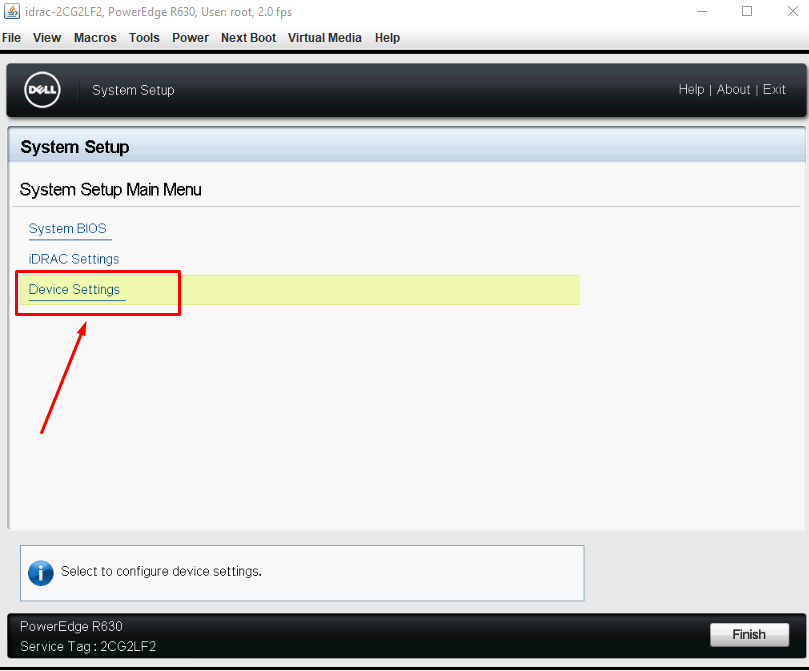 idrac-2CG2LF2, PowerEdge R630, User: root, 2.0 fps
File View Macros Tools Power Next Boot Virtual Media Help
DELL System Setup Help | About | Exit
System Setup
System Setup Main Menu
System BIOS
iDRAC Settings
Device Settings
Select to configure device settings.
PowerEdge R630
Service Tag : 2CG2LF2
Finish